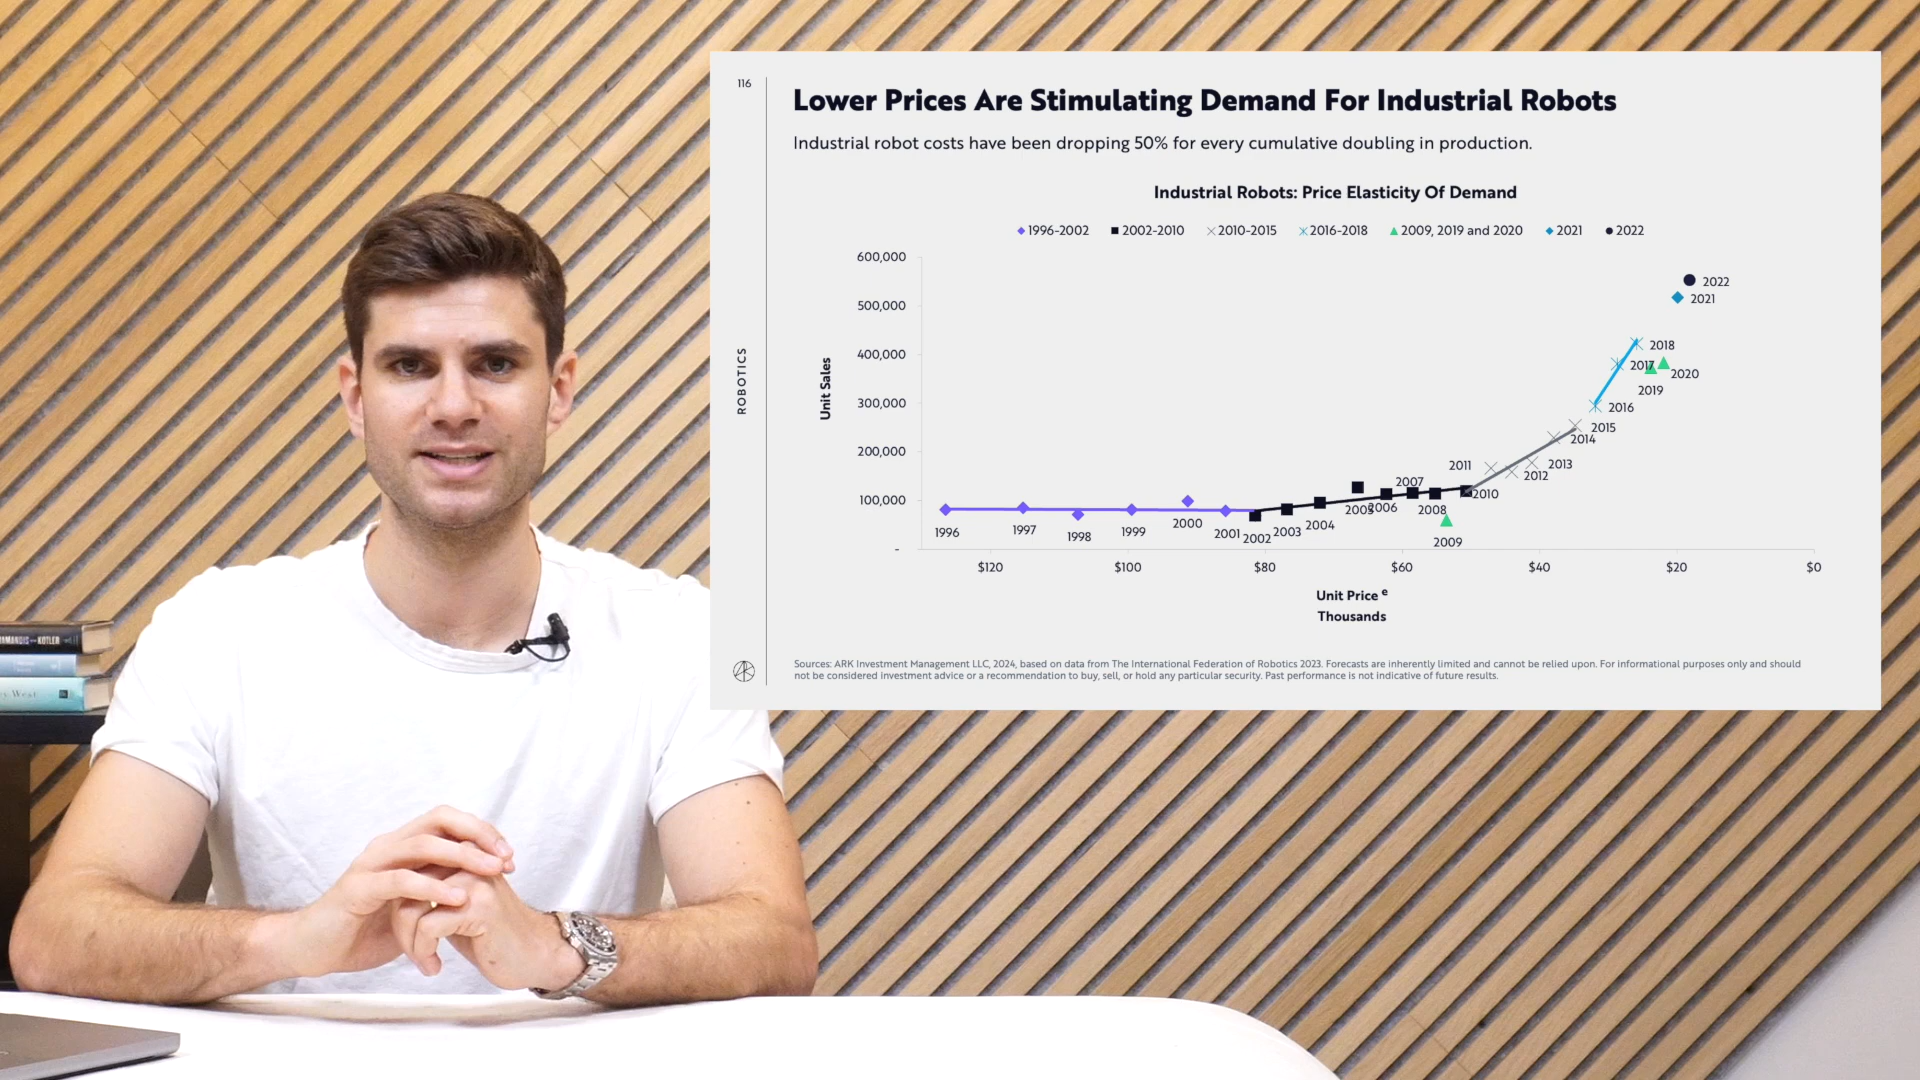 116
Lower Prices Are Stimulating Demand For Industrial Robots
Industrial robot costs have been dropping 50% for every cumulative doubling in production.
Industrial Robots: Price Elasticity Of Demand
1996-2002 2002-2010 2010-2015 2016-2018 2009, 2019 and 2020 2021 2022
ROBOTICS
Unit Sales
600,000
500,000
400,000
300,000
200,000
100,000
-
2022
2021
2018
2017
2020
2019
2016
2015
2014
2011
2013
2012
2007
2010
2005
2006
2008
2000
2004
1996
1997
1998
1999
2001
2002
2003
2009
$120 $100 $80 $60 $40 $20 $0
Unit Price e
Thousands
Sources: ARK Investment Management LLC, 2024, based on data from The International Federation of Robotics 2023. Forecasts are inherently limited and cannot be relied upon. For informational purposes only and should
not be considered investment advice or a recommendation to buy, sell, or hold any particular security. Past performance is not indicative of future results.
KOTLER
West